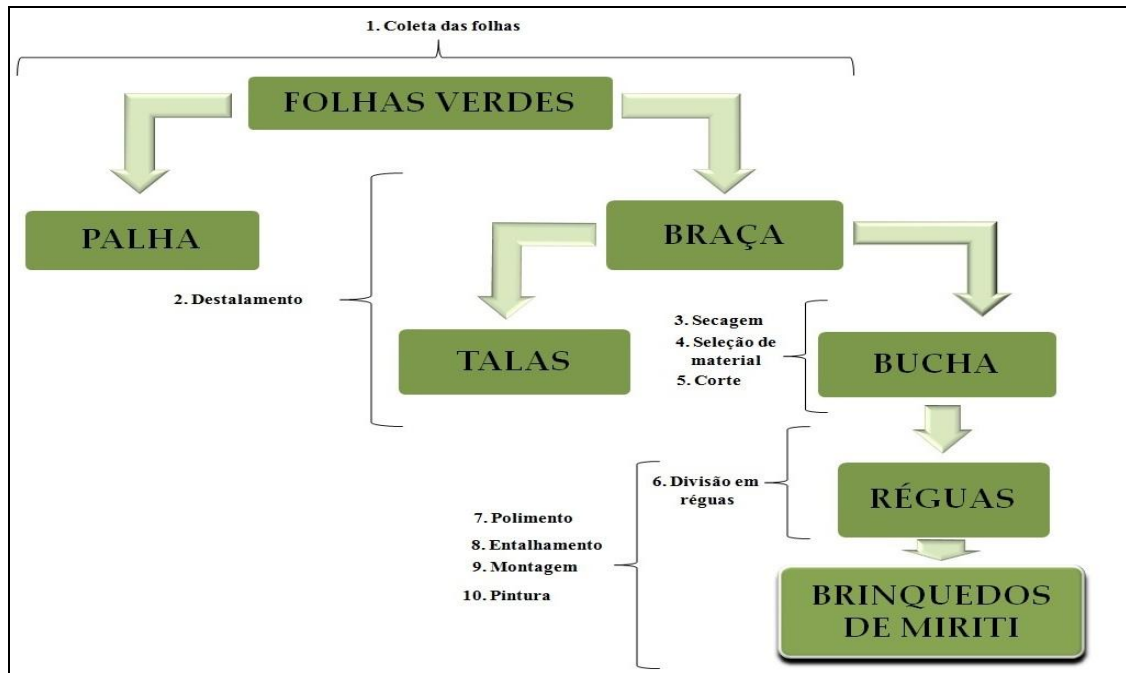 1. Coleta das folhas
FOLHAS VERDES
PALHA
BRAÇA
2. Destalamento
TALAS
3. Secagem
4. Seleção de
material
5. Corte
BUCHA
6. Divisão em
réguas
RÉGUAS
7. Polimento
8. Entalhamento
9. Montagem
10. Pintura
BRINQUEDOS
DE MIRITI